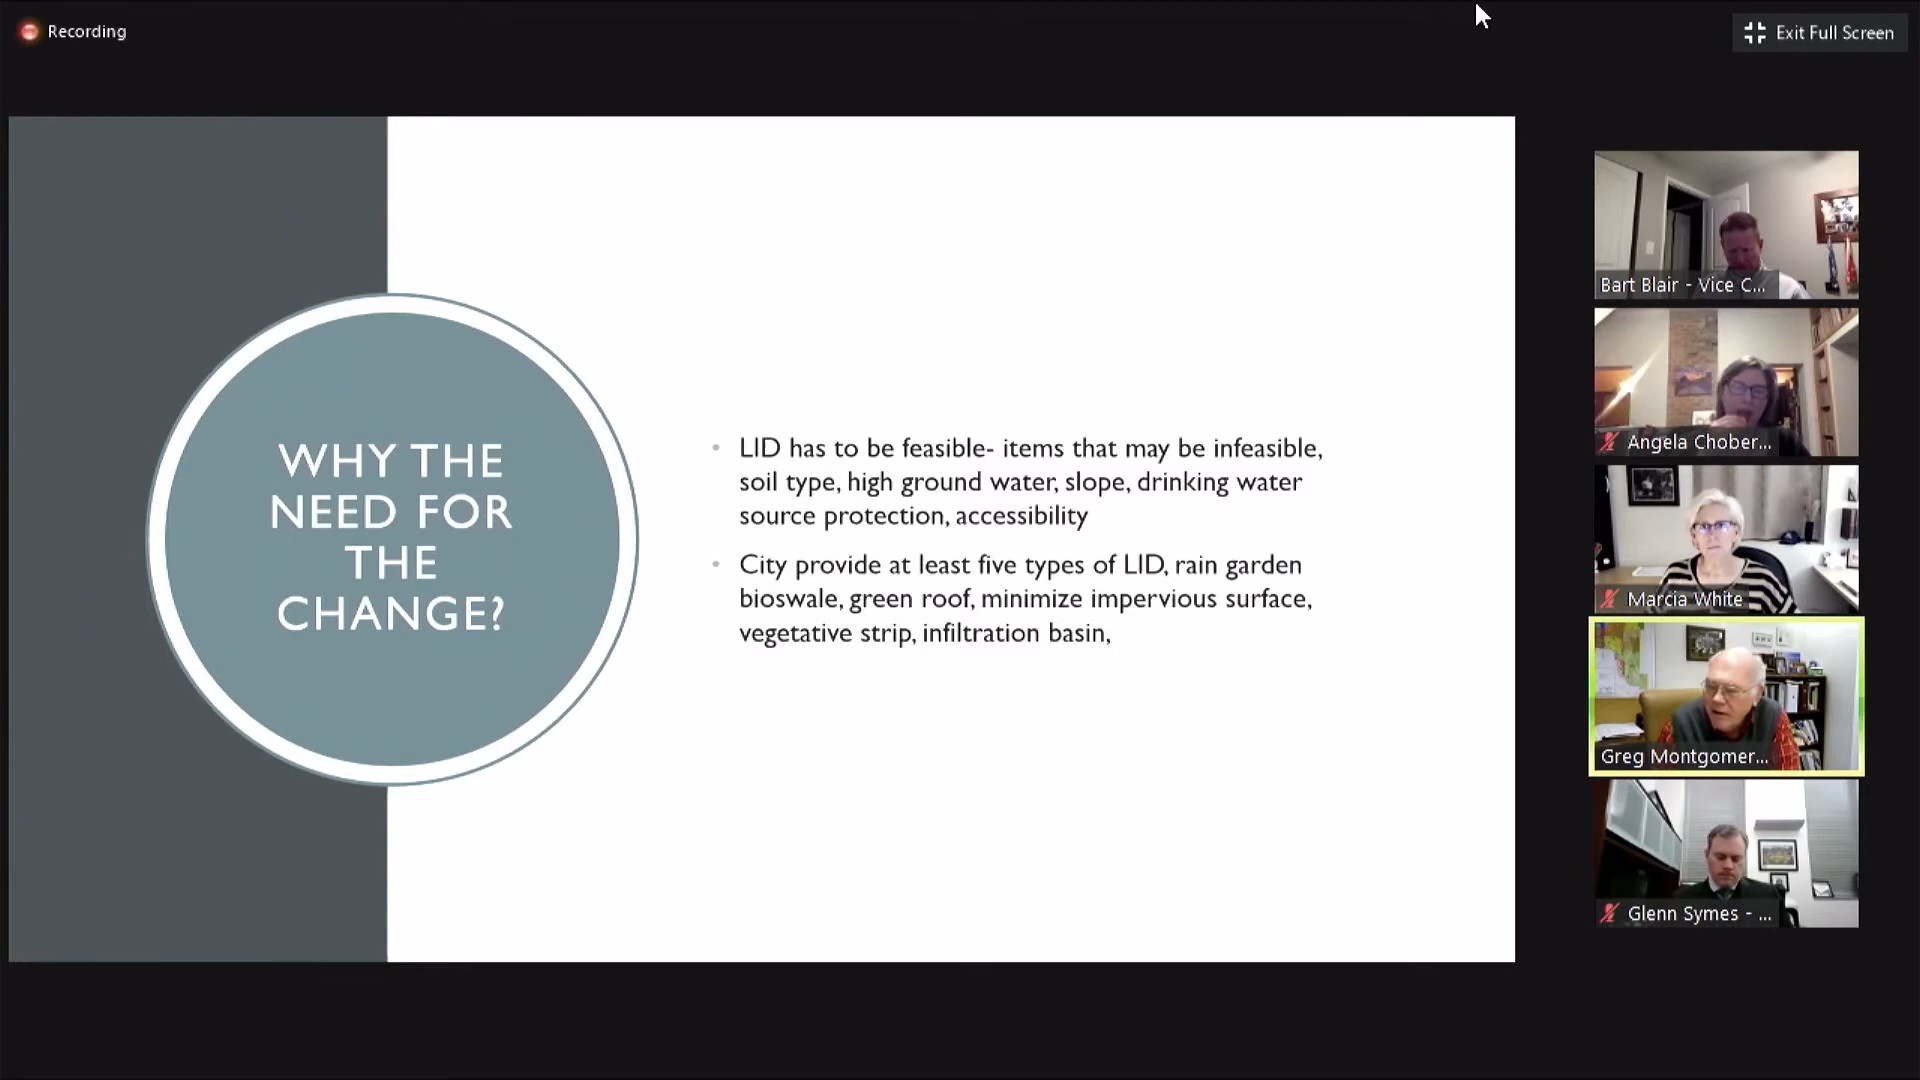 Recording
Exit Full Screen
WHY THE
NEED FOR
THE
CHANGE?
• LID has to be feasible- items that may be infeasible,
soil type, high ground water, slope, drinking water
source protection, accessibility
• City provide at least five types of LID, rain garden
bioswale, green roof, minimize impervious surface,
vegetative strip, infiltration basin,
Bart Blair - Vice C...
Angela Chober...
Marcia White
Greg Montgomer...
Glenn Symes - ...